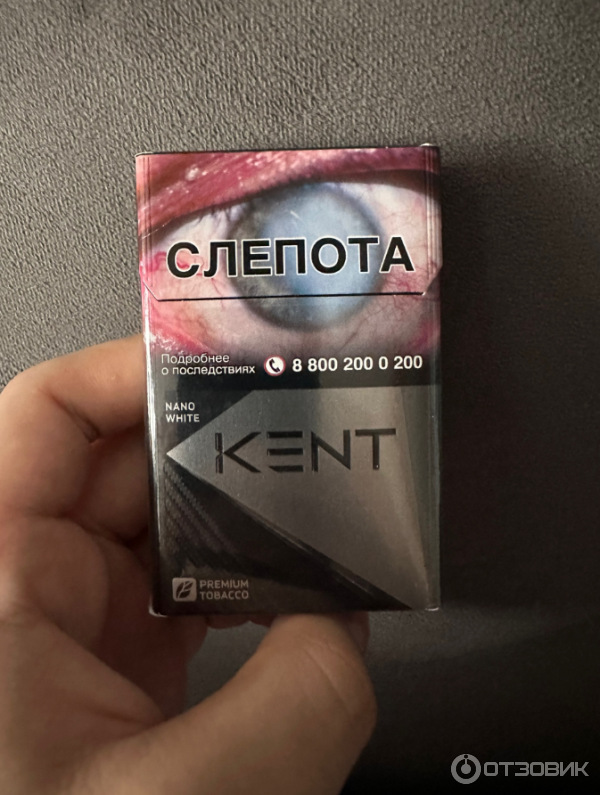 СЛЕПОТА
Подробнее
о последствиях
8 800 200 0 200
NANO
WHITE
KENT
PREMIUM
TOBACCO
ОТЗОВИК